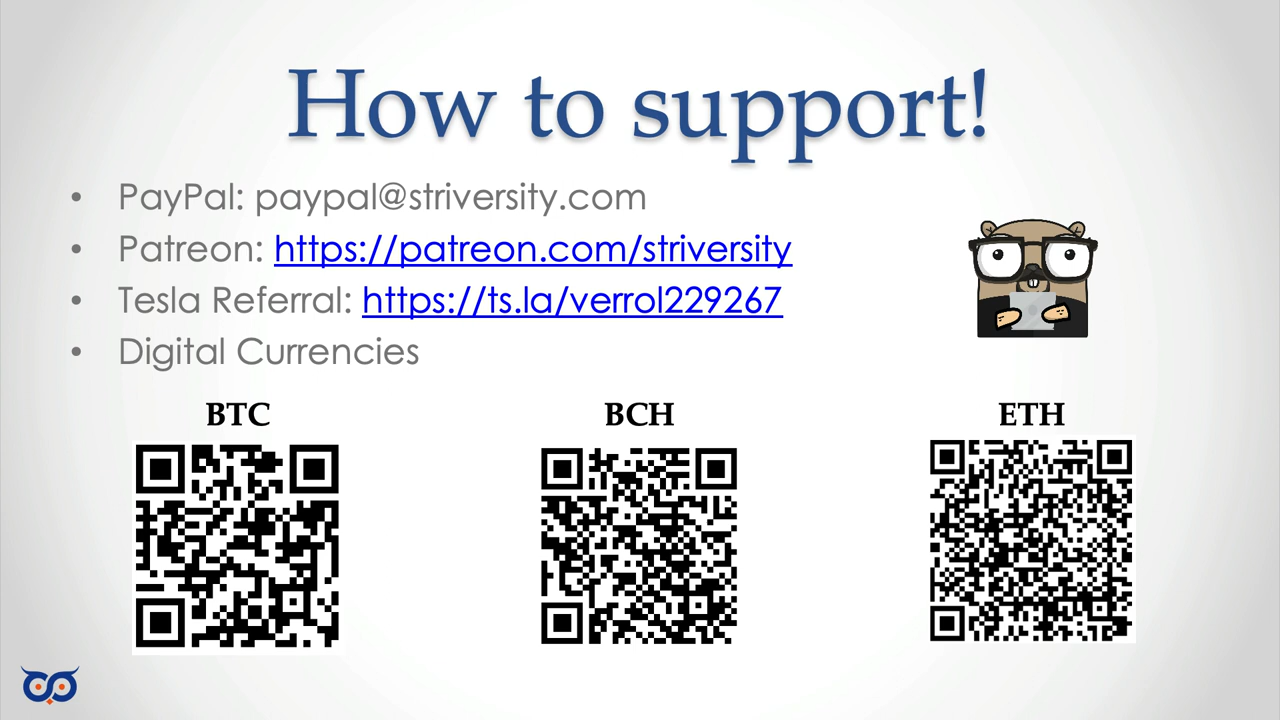 How to support!
• PayPal: paypal@striversity.com
• Patreon: https://patreon.com/striversity
• Tesla Referral: https://ts.la/verrol229267
• Digital Currencies
BTC BCH ETH